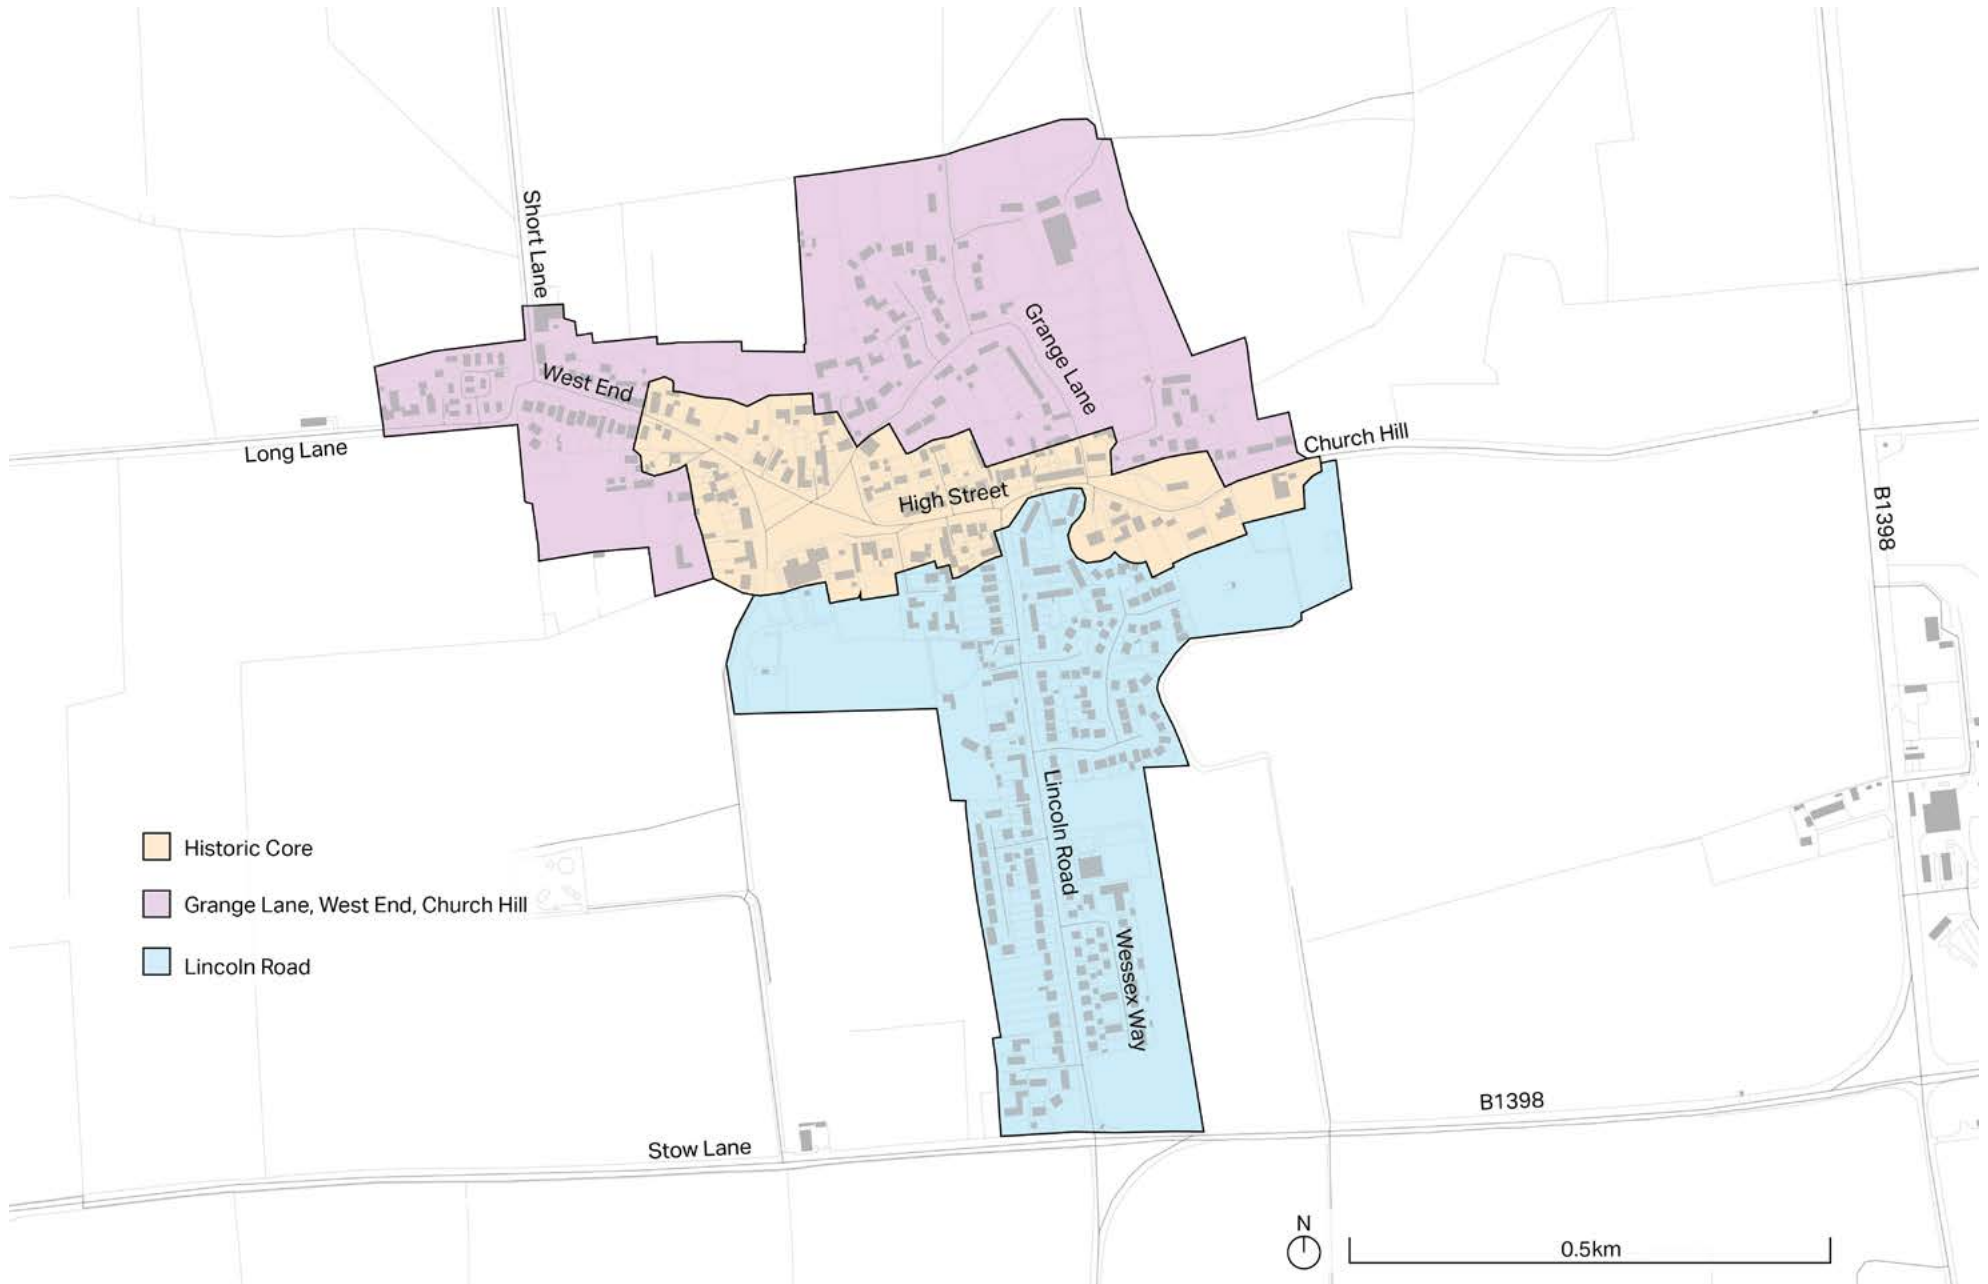 Short Lane
Grange Lane
West End
Church Hill
Long Lane
High Street
B1398
Lincoln Road
Historic Core
Grange Lane, West End, Church Hill
Lincoln Road
Wessex Way
B1398
Stow Lane
N
0.5km